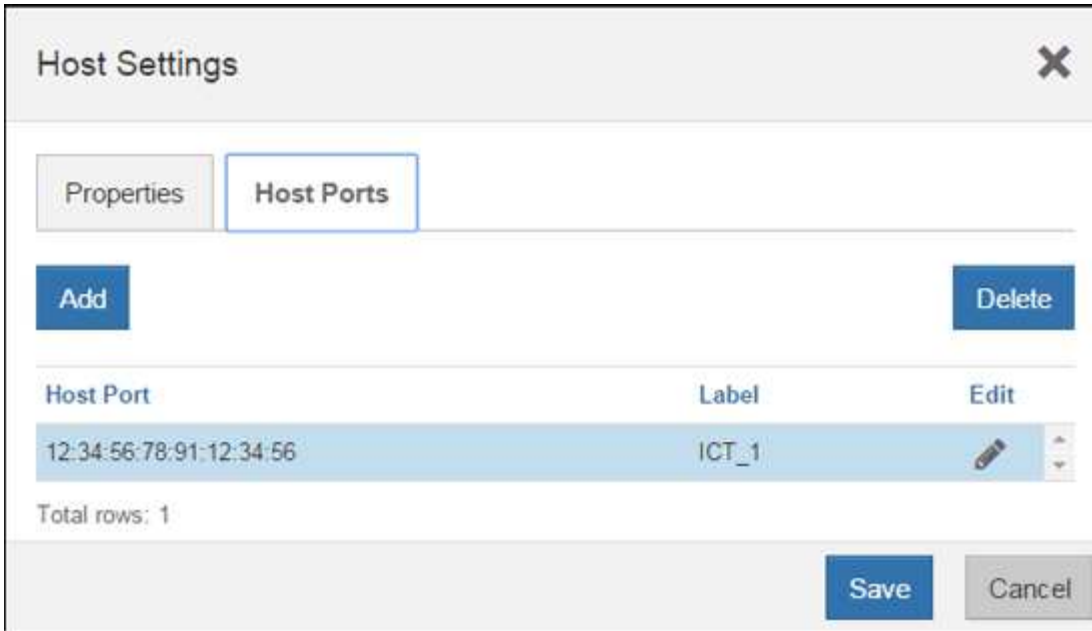 Host Settings
Properties Host Ports
Add Delete
Host Port Label Edit
12:34:56:78:91:12:34:56 ICT_1
Total rows: 1
Save Cancel